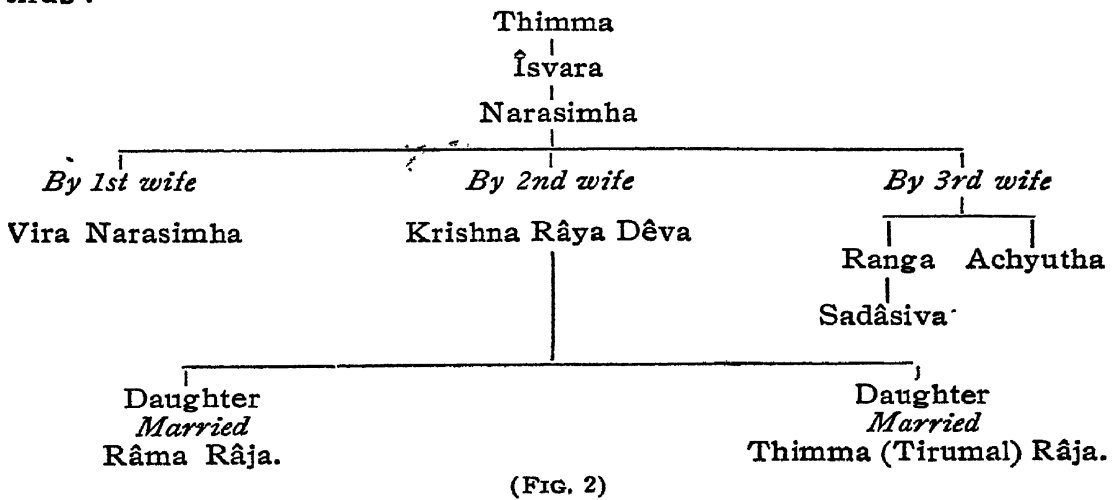 Thimma
Îsvara
Narasimha
By 1st wife By 2nd wife By 3rd wife
Vira Narasimha Krishna Râya Dêva
Ranga Achyutha
Sadâsiva
Daughter Daughter
Married Married
Râma Râja. Thimma (Tirumal) Râja.
(FIG. 2)